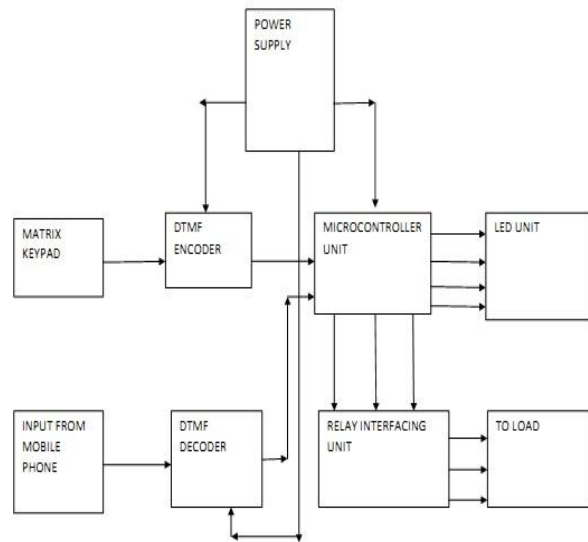 POWER
SUPPLY
MATRIX
KEYPAD
DTMF
ENCODER
MICROCONTROLLER
UNIT
LED UNIT
INPUT FROM
MOBILE
PHONE
DTMF
DECODER
RELAY INTERFACING
UNIT
TO LOAD